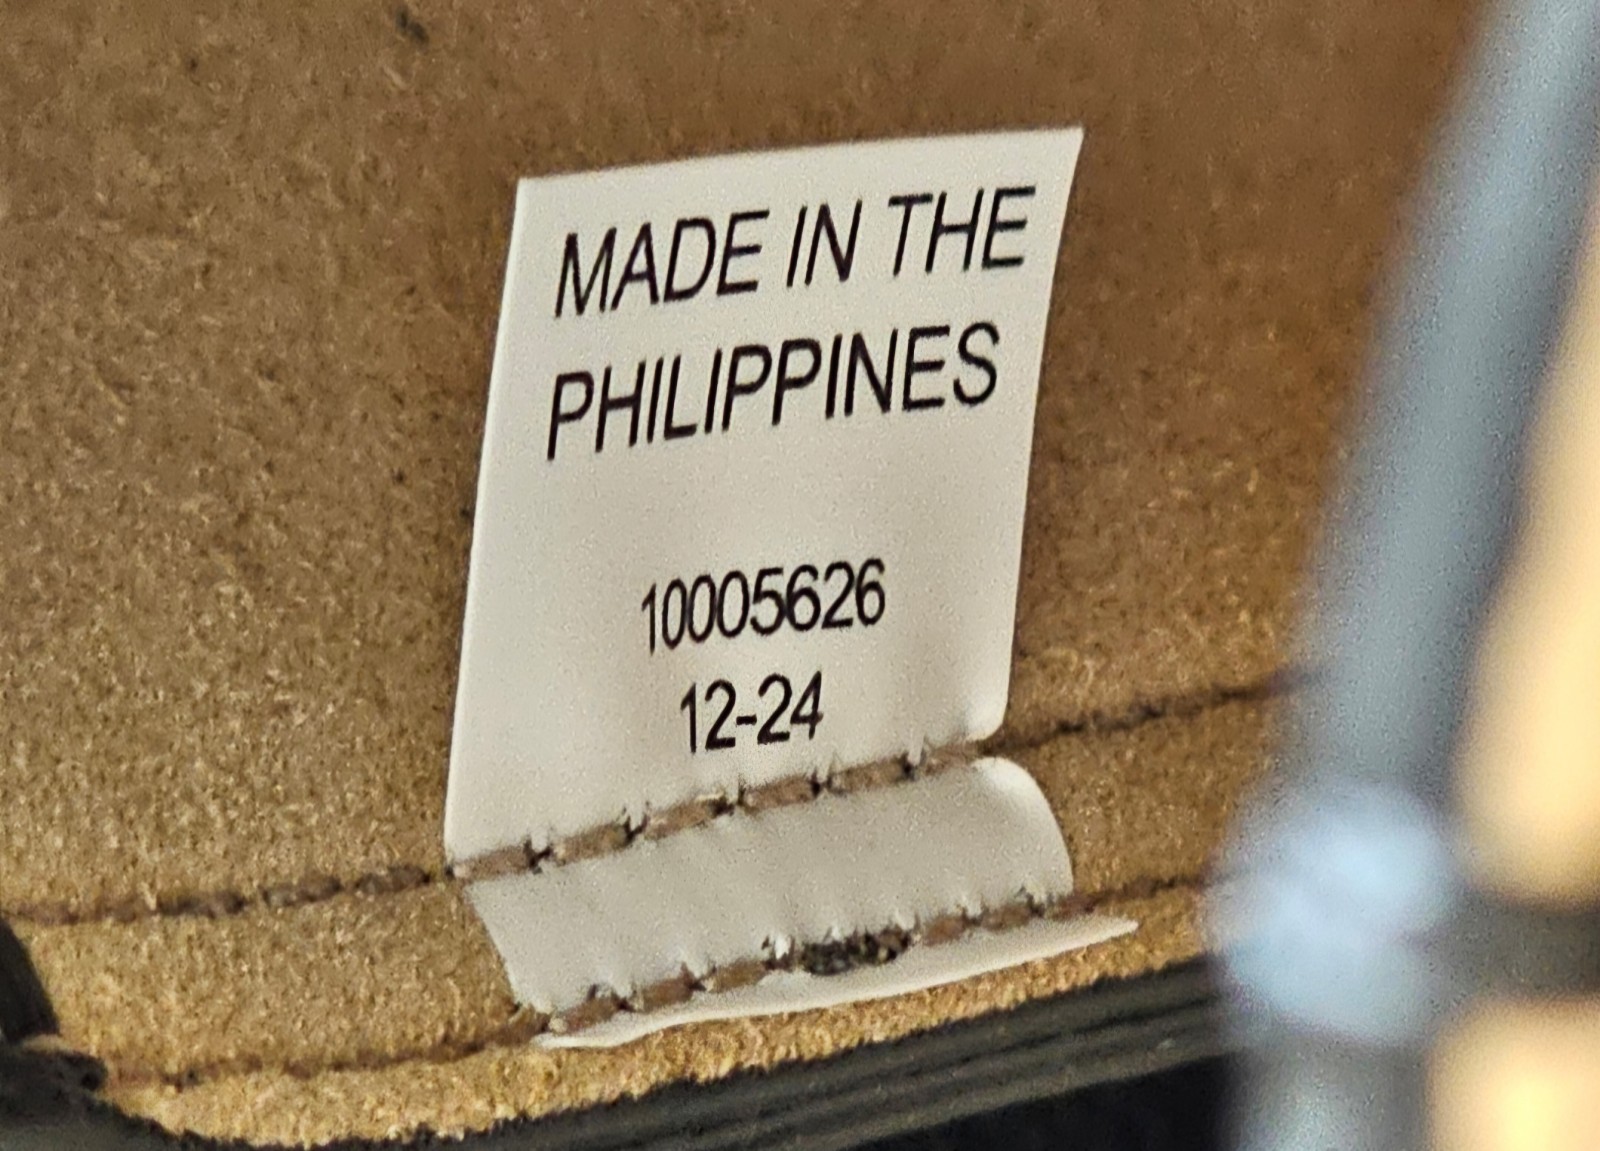 MADE IN THE
PHILIPPINES
10005626
12-24